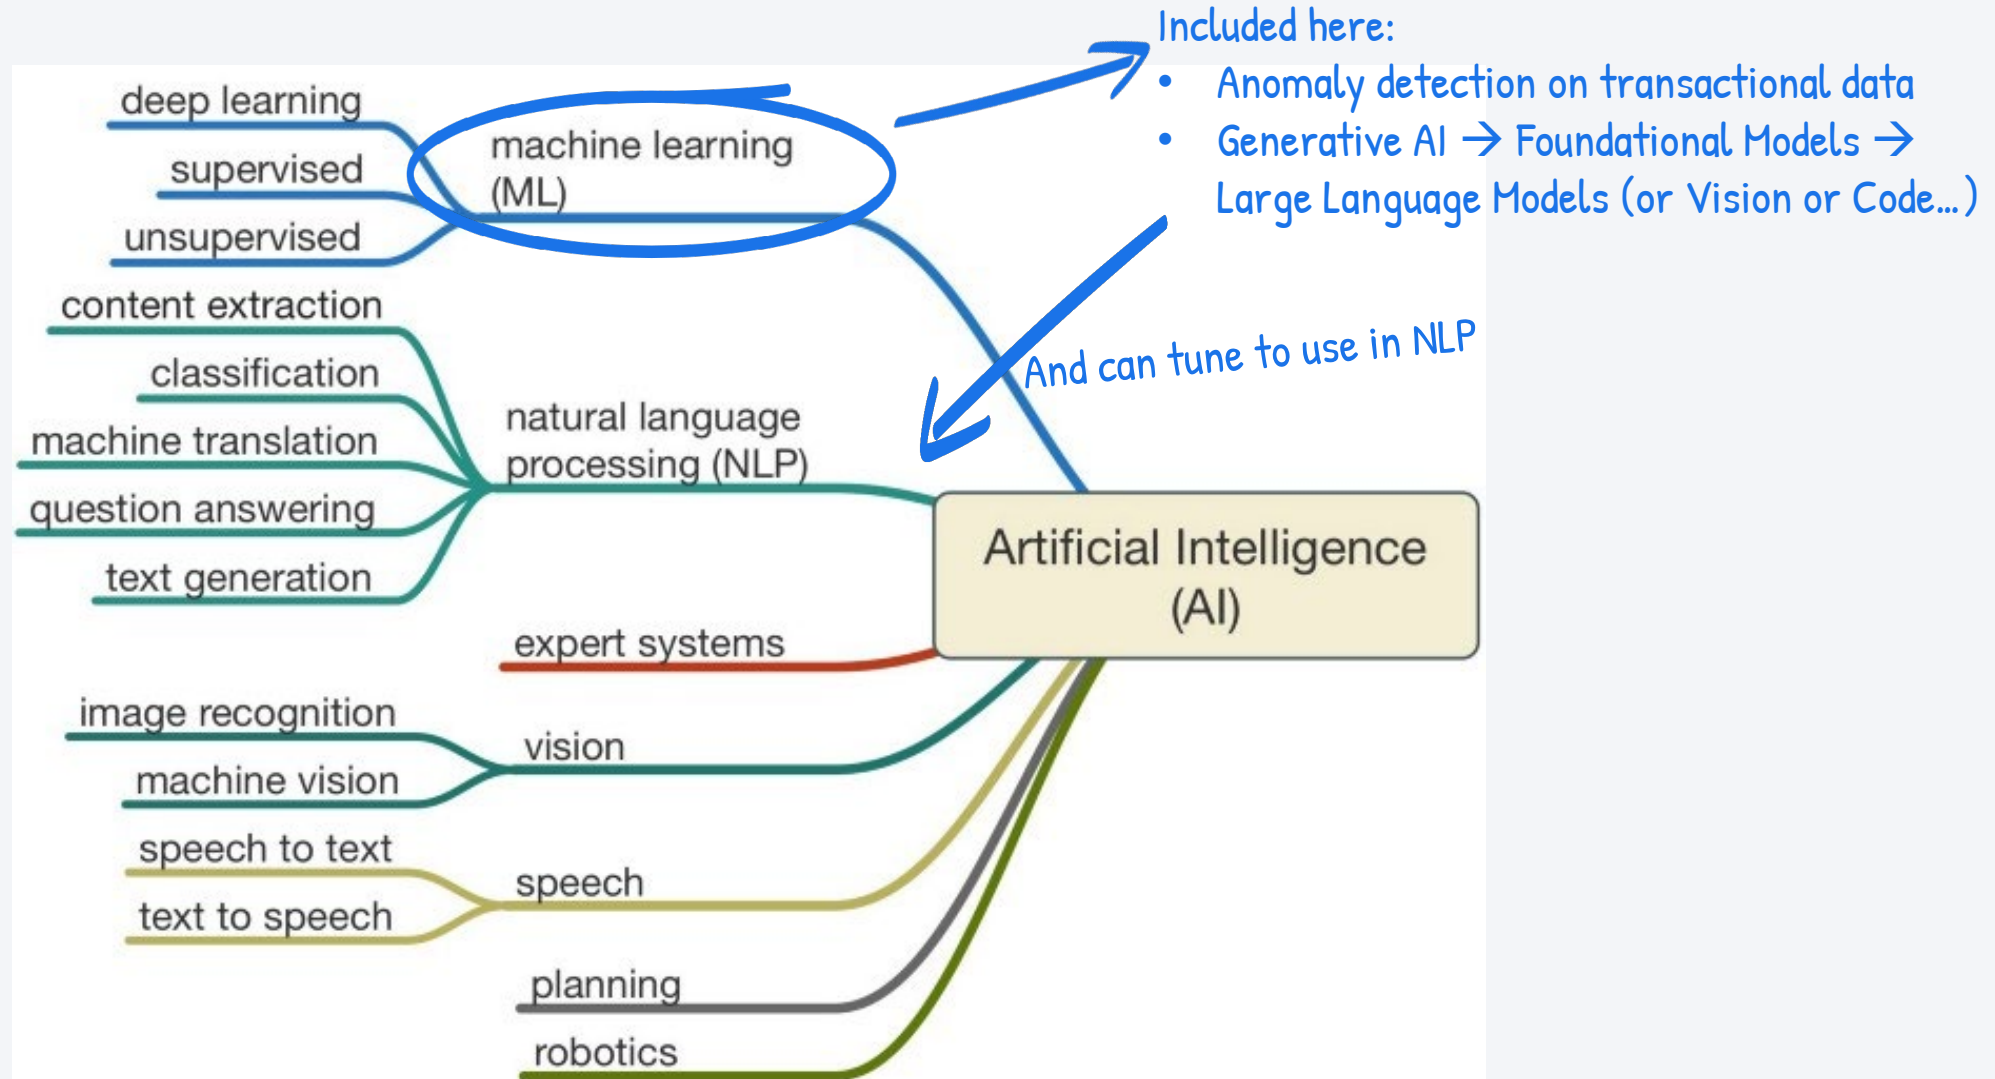 Included here:
• Anomaly detection on transactional data
• Generative AI → Foundational Models →
Large Language Models (or Vision or Code...)
deep learning
supervised
unsupervised
machine learning
(ML)
And can tune to use in NLP
content extraction
classification
machine translation
question answering
text generation
natural language
processing (NLP)
Artificial Intelligence
(AI)
expert systems
image recognition
machine vision
vision
speech to text
text to speech
speech
planning
robotics